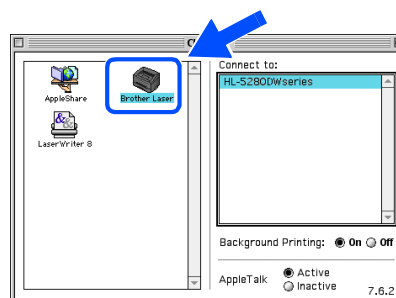 C
AppleShare
Brother Laser
LaserWriter 8
Connect to:
HL-5280DWseries
Background Printing: On Off
AppleTalk Active
Inactive
7.6.2